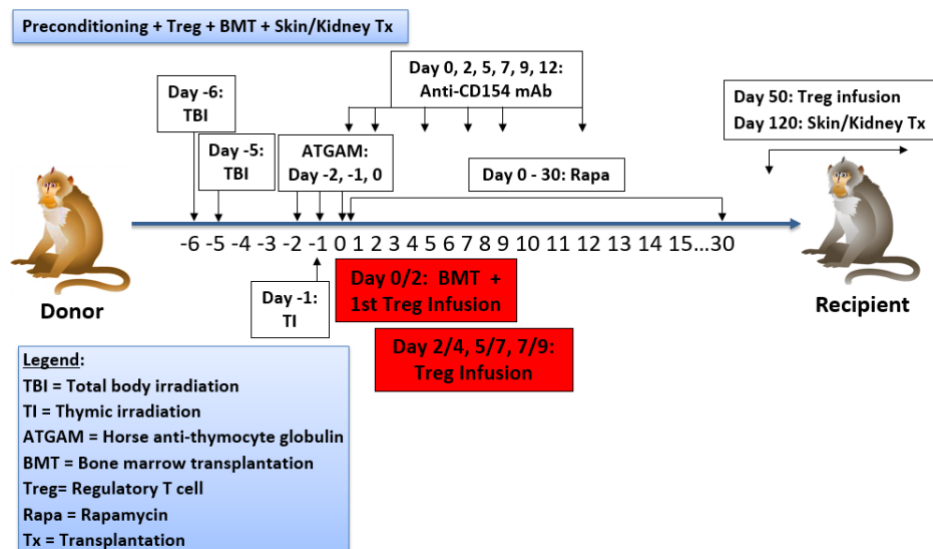 Preconditioning + Treg + BMT + Skin/Kidney Tx
Day 0, 2, 5, 7, 9, 12:
Anti-CD154 mAb
Day -6:
TBI
Day 50: Treg infusion
Day 120: Skin/Kidney Tx
Day -5:
TBI
ATGAM:
Day -2, -1, 0
Day 0 - 30: Rapa
-6 -5 -4 -3 -2 -1 0 1 2 3 4 5 6 7 8 9 10 11 12 13 14 15...30
Donor
Day -1:
TI
Day 0/2: BMT +
1st Treg Infusion
Recipient
Day 2/4, 5/7, 7/9:
Treg Infusion
Legend:
TBI = Total body irradiation
TI = Thymic irradiation
ATGAM = Horse anti-thymocyte globulin
BMT = Bone marrow transplantation
Treg= Regulatory T cell
Rapa = Rapamycin
Tx = Transplantation